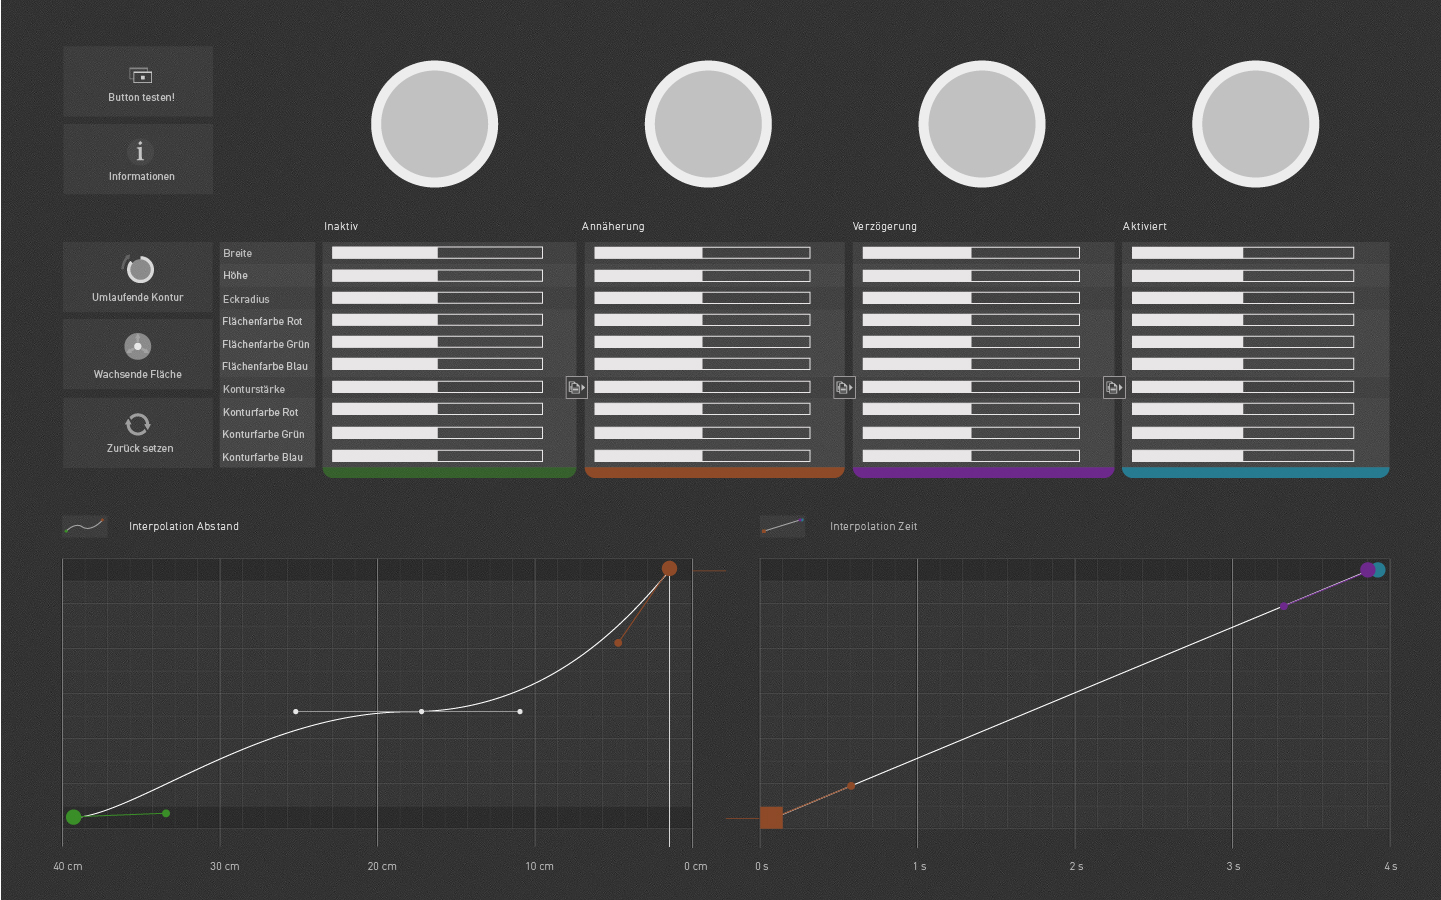 Button testen!
Informationen
Inaktiv
Annäherung
Verzögerung
Aktiviert
Umlaufende Kontur
Wachsende Fläche
Zurück setzen
Breite
Höhe
Eckradius
Flächenfarbe Rot
Flächenfarbe Grün
Flächenfarbe Blau
Konturstärke
Konturfarbe Rot
Konturfarbe Grün
Konturfarbe Blau
Interpolation Abstand
Interpolation Zeit
40 cm
30 cm
20 cm
10 cm
0 cm
0 s
1 s
2 s
3 s
4 s